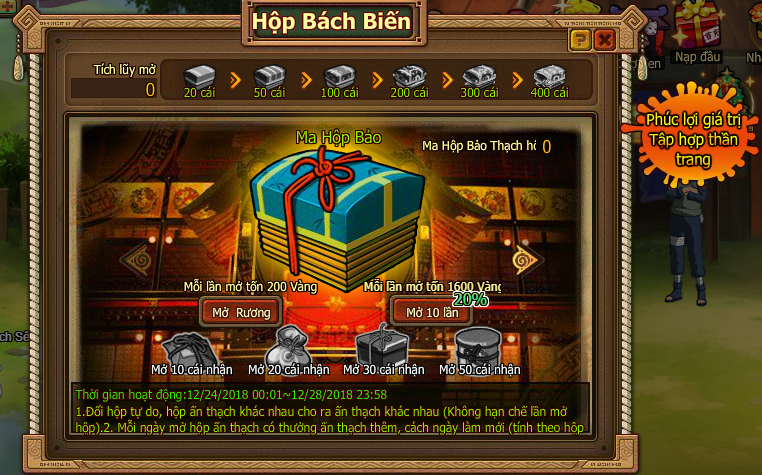 Hộp Bách Biến
Tích lũy mở
0
20 cái
50 cái
100 cái
200 cái
300 cái
400 cái
Nạp đầu
Phúc lợi giá trị
Tập hợp thần
trang
Ma Hộp Bảo
Ma Hộp Bảo Thạch hi
0
Mỗi lần mở tốn 200 Vàng
Mỗi lần mở tốn 1600 Vàng
20%
Mở Rương
Mở 10 lần
Mở 10 cái nhận
Mở 20 cái nhận
Mở 30 cái nhận
Mở 50 cái nhận
Thời gian hoạt động:12/24/2018 00:01~12/28/2018 23:58
1.Đổi hộp tự do, hộp ấn thạch khác nhau cho ra ấn thạch khác nhau (Không hạn chế lần mở
hộp).2. Mỗi ngày mở hộp ấn thạch có thưởng ấn thạch thêm, cách ngày làm mới (tính theo hộp